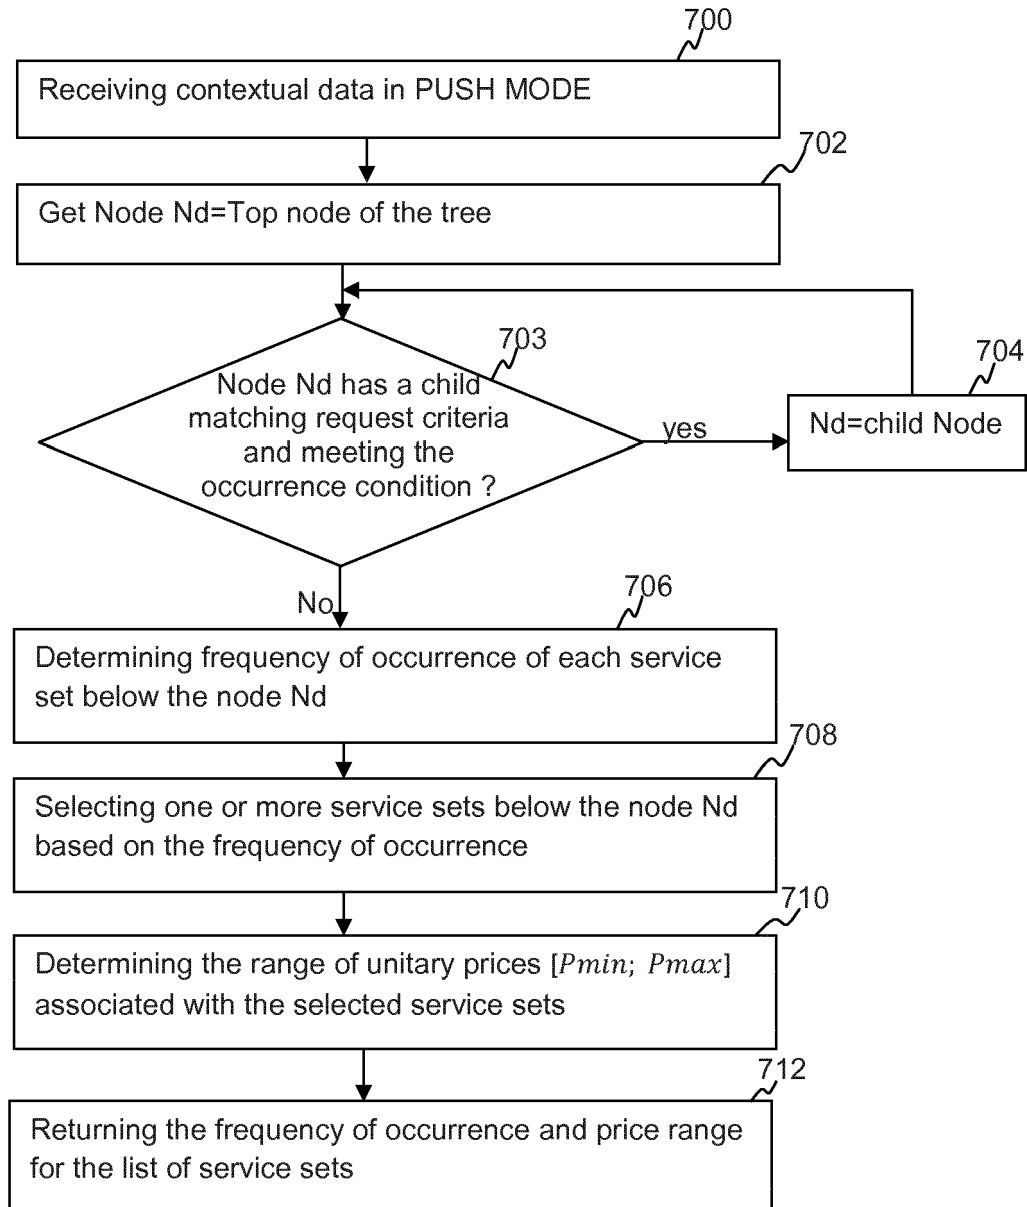 700
Receiving contextual data in PUSH MODE
702
Get Node Nd=Top node of the tree
703
Node Nd has a child
matching request criteria
and meeting the
occurrence condition ?
yes
704
Nd=child Node
No
706
Determining frequency of occurrence of each service
set below the node Nd
708
Selecting one or more service sets below the node Nd
based on the frequency of occurrence
710
Determining the range of unitary prices [Pmin; Pmax]
associated with the selected service sets
712
Returning the frequency of occurrence and price range
for the list of service sets